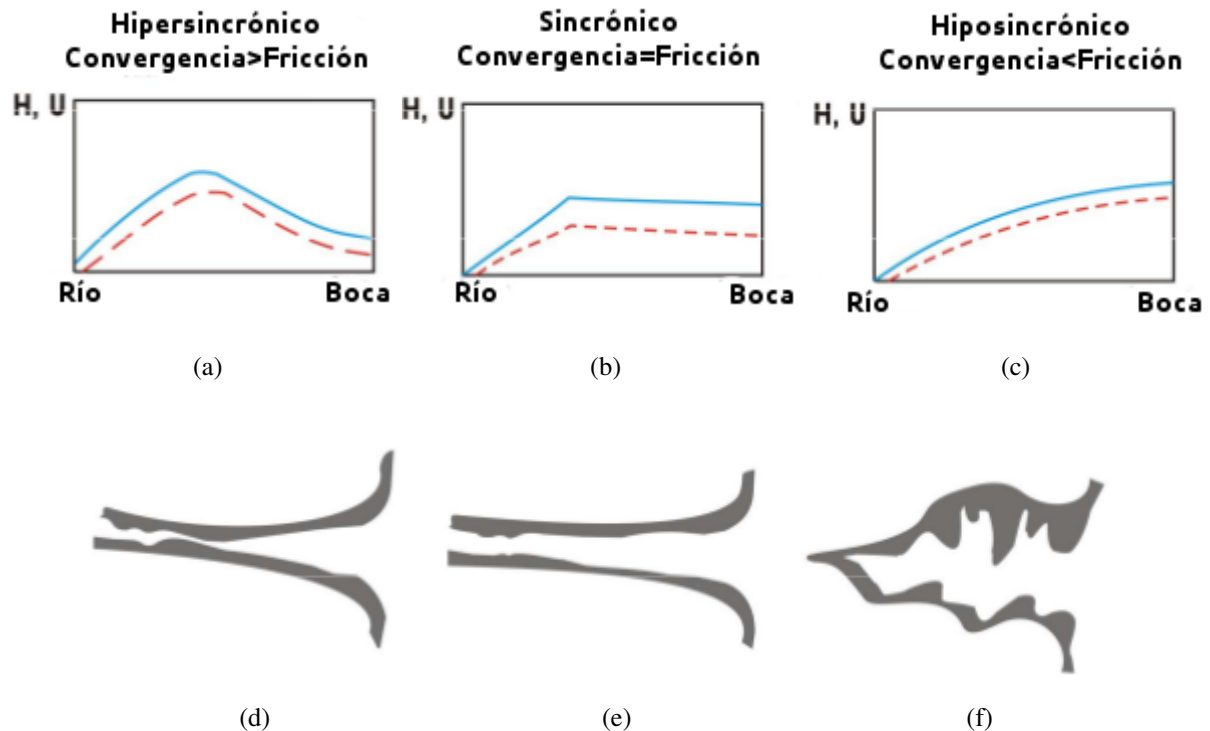 Hipersincrónico
Convergencia>Fricción
H, U
Río
Boca
(a)
Sincrónico
Convergencia=Fricción
H, U
Río
Boca
(b)
Hiposincrónico
Convergencia<Fricción
H, U
Río
Boca
(c)
(d)
(e)
(f)